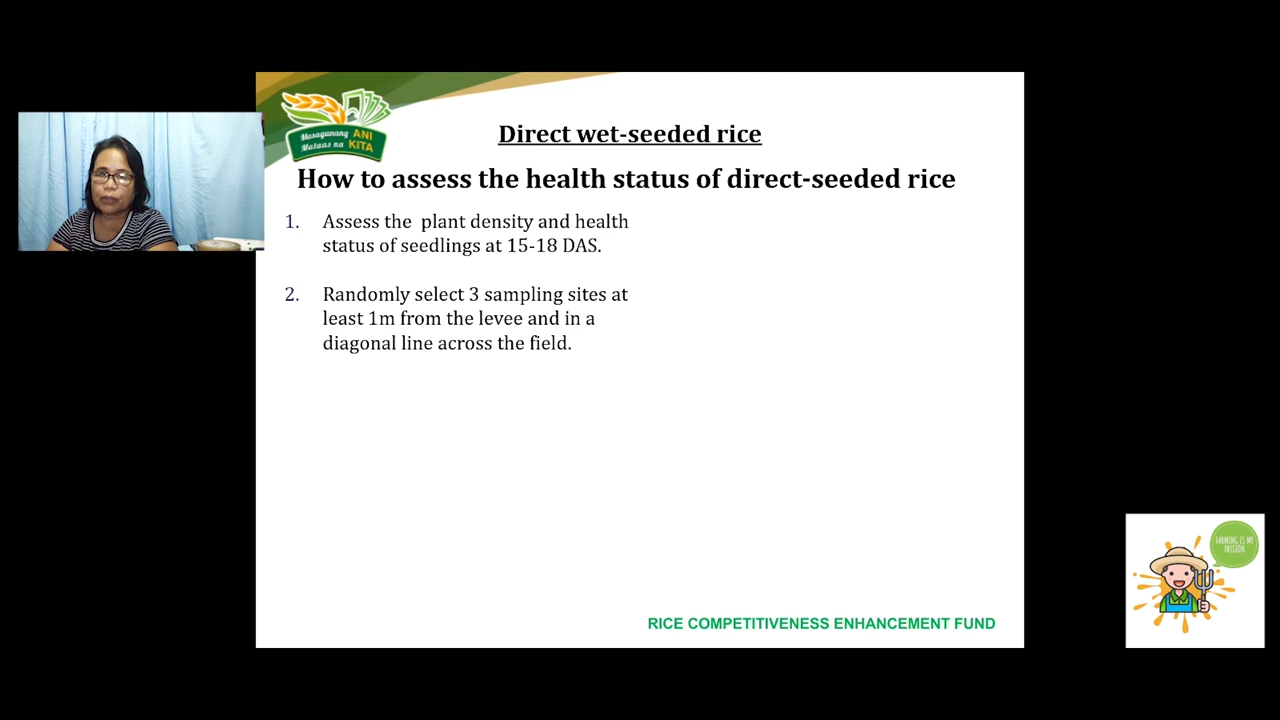 Masaganang ANI
Mataas na KITA
Direct wet-seeded rice
How to assess the health status of direct-seeded rice
1. Assess the plant density and health
status of seedlings at 15-18 DAS.
2. Randomly select 3 sampling sites at
least 1m from the levee and in a
diagonal line across the field.
FARMING IS MY
PASSION
RICE COMPETITIVENESS ENHANCEMENT FUND